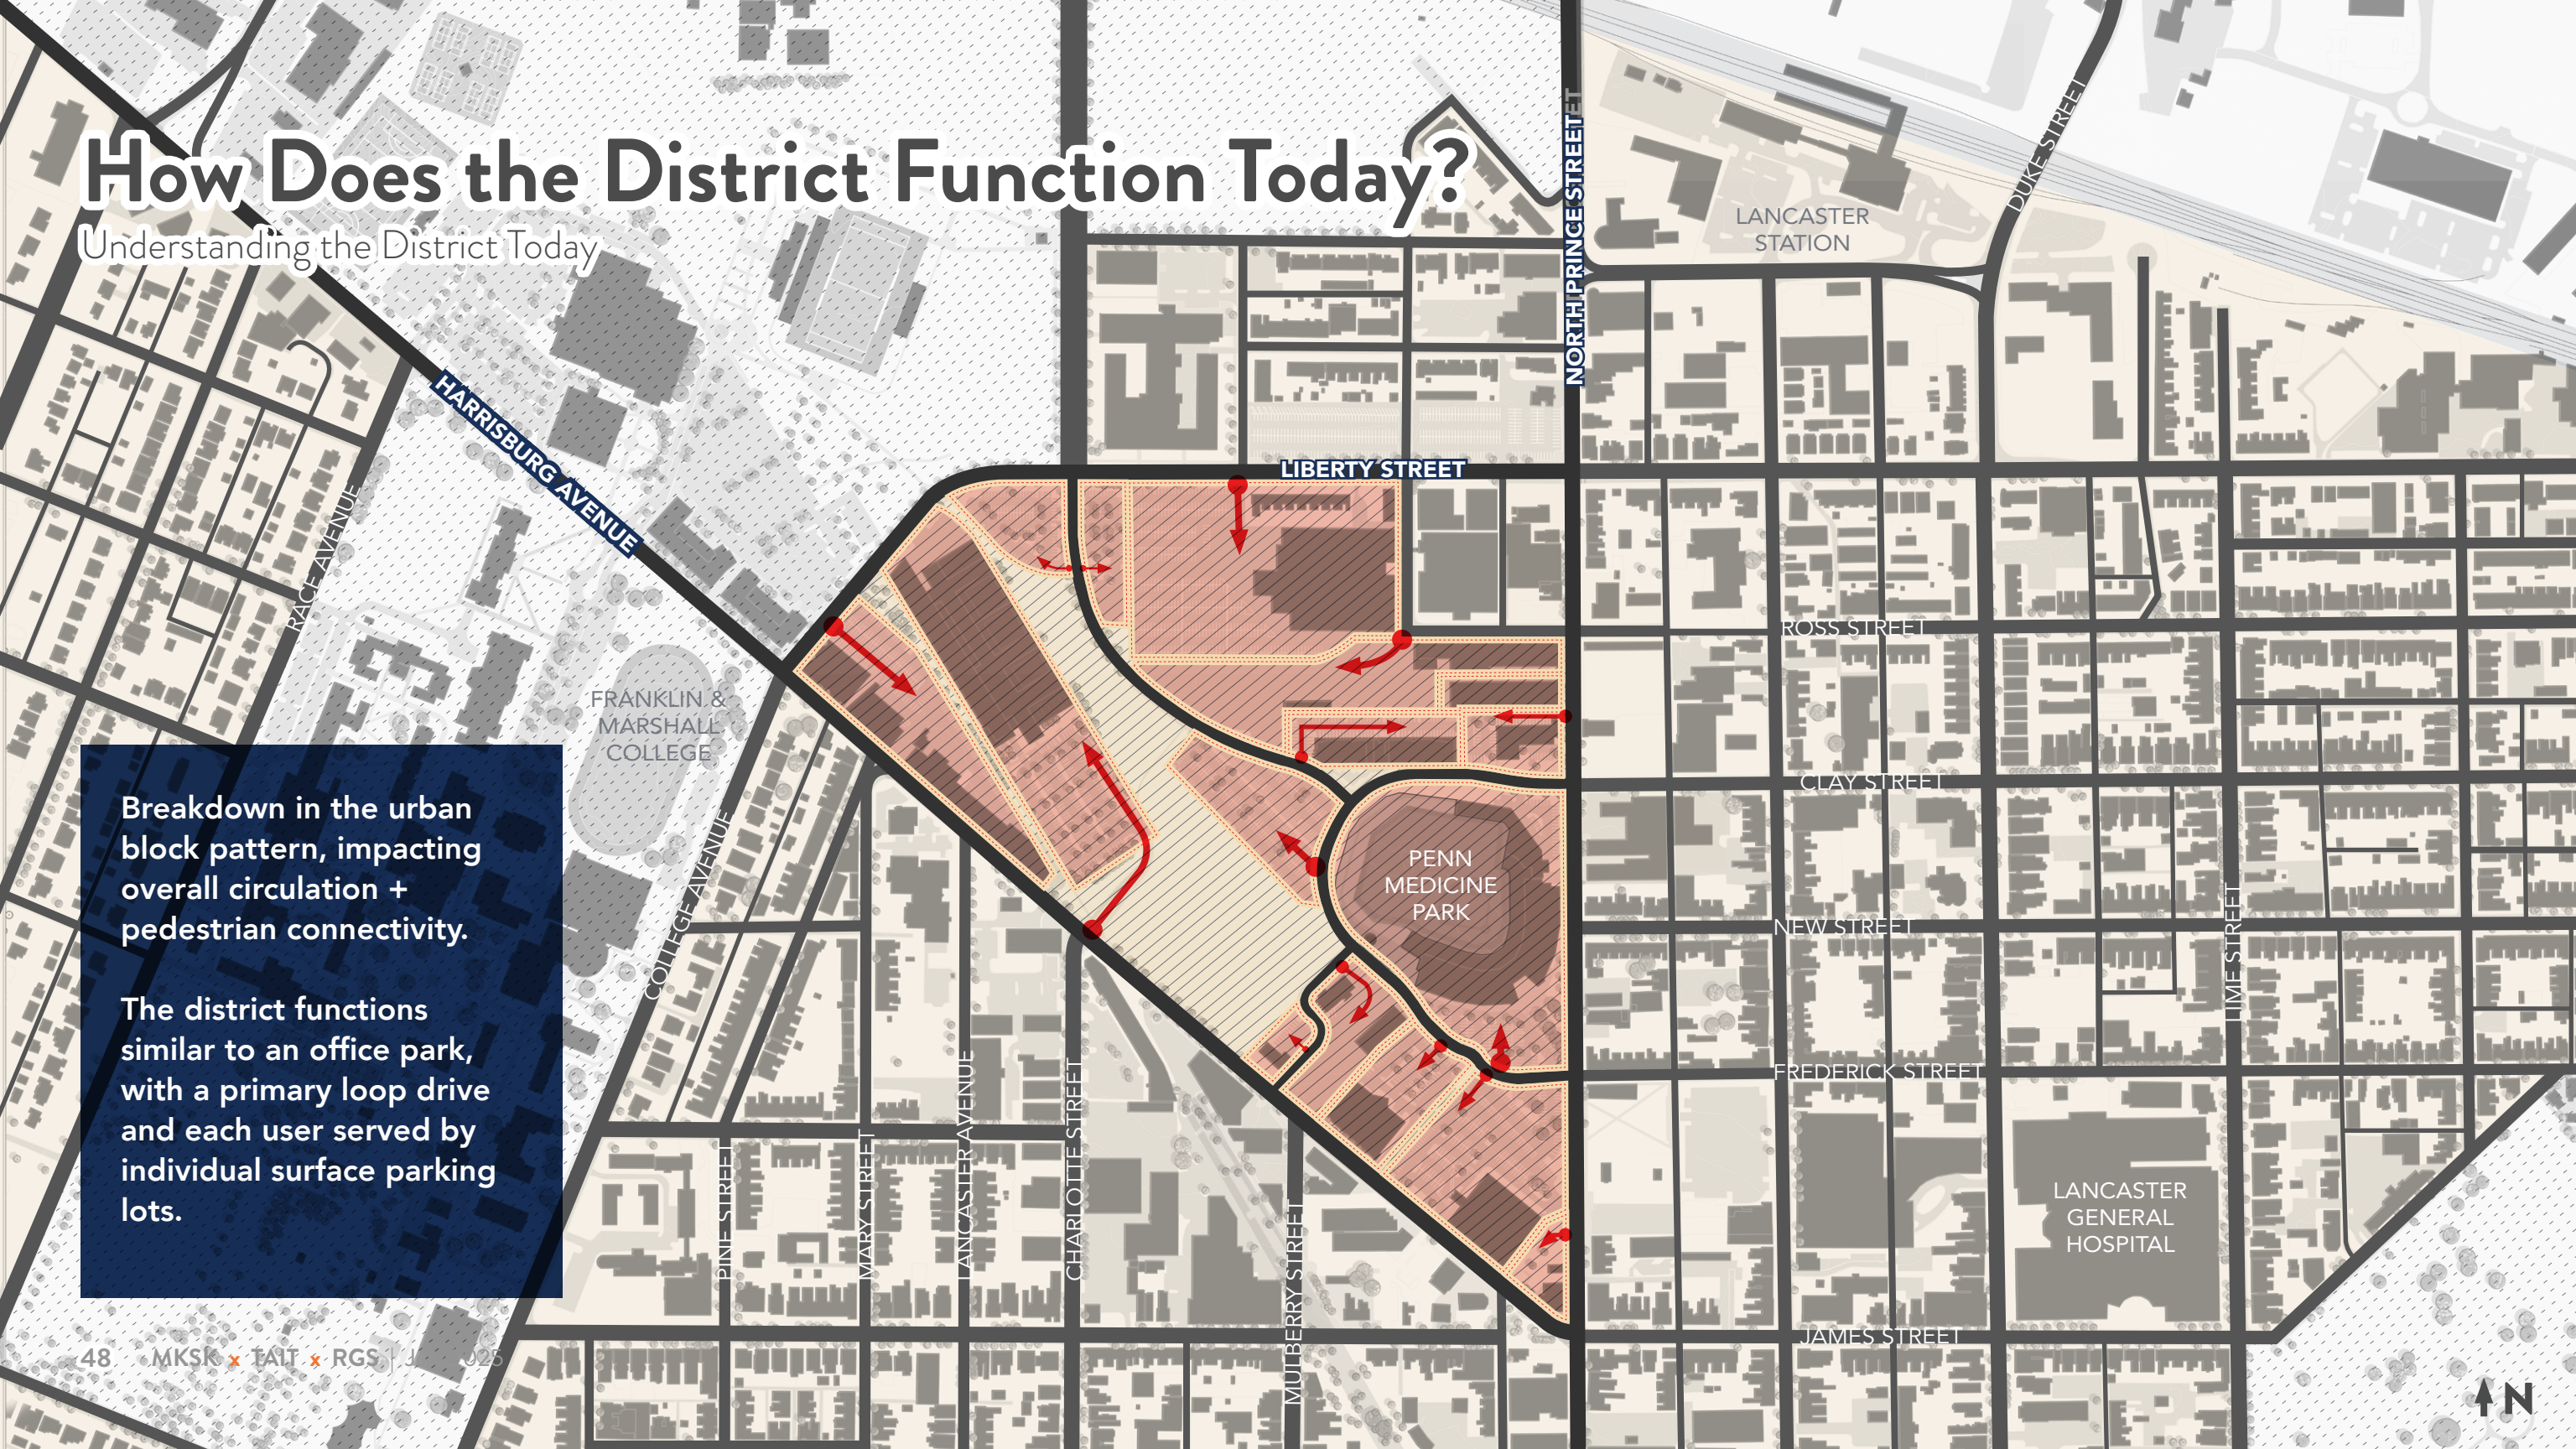 How Does the District Function Today?
Understanding the District Today
NORTH PRINCE STREET
DUKE STREET
LANCASTER
STATION
HARRISBURG AVENUE
LIBERTY STREET
RACE AVENUE
ROSS STREET
FRANKLIN &
MARSHALL
COLLEGE
CLAY STREET
Breakdown in the urban
block pattern, impacting
overall circulation +
pedestrian connectivity.
The district functions
similar to an office park,
with a primary loop drive
and each user served by
individual surface parking
lots.
PENN
MEDICINE
PARK
COLLEGE AVENUE
NEW STREET
LIME STREET
FREDERICK STREET
PINE STREET
MARY STREET
LANCASTER AVENUE
CHARLOTTE STREET
MULBERRY STREET
LANCASTER
GENERAL
HOSPITAL
JAMES STREET
48 MKSK x TAIT x RGS |
N